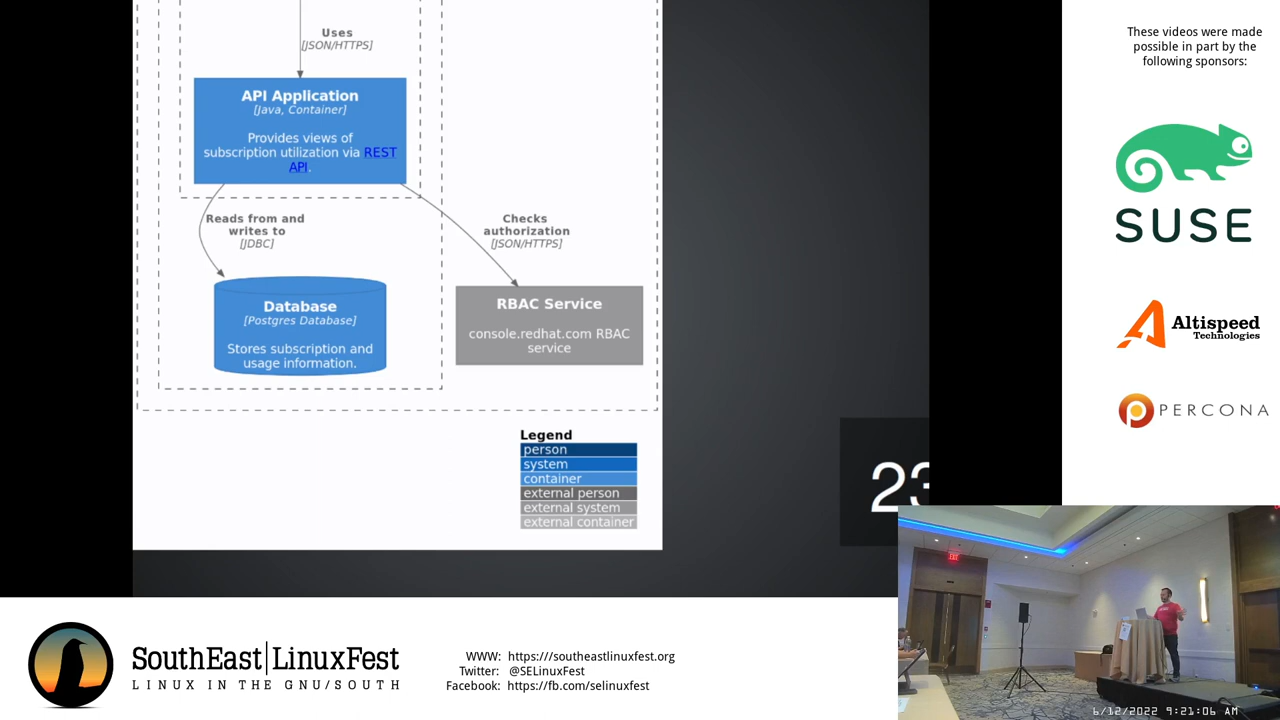 Uses
[JSON/HTTPS]
API Application
[Java, Container]
Provides views of
subscription utilization via REST
API.
Reads from and
writes to
[JDBC]
Checks
authorization
[JSON/HTTPS]
Database
[Postgres Database]
Stores subscription and
usage information.
RBAC Service
console.redhat.com RBAC
service
Legend
person
system
container
external person
external system
external container
23
These videos were made
possible in part by the
following sponsors:
SUSE
Altispeed
Technologies
PERCONA
SouthEast LinuxFest
LINUX IN THE GNU/SOUTH
WWW: https:///southeastlinuxfest.org
Twitter: @SELinuxFest
Facebook: https://fb.com/selinuxfest
6/12/2022 9:21:06 AM